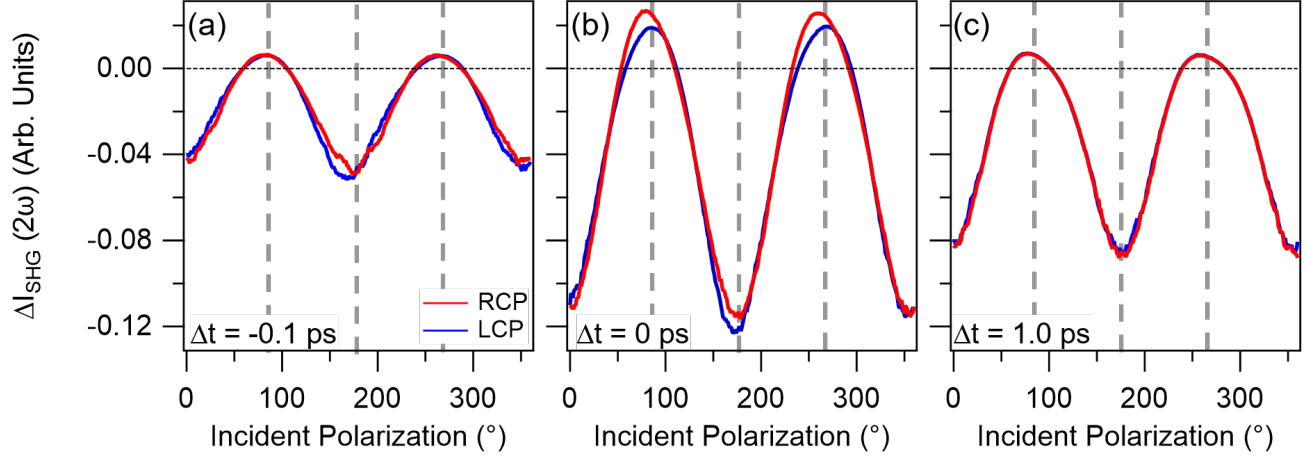 (a)
(b)
(c)
ΔI_SHG (2ω) (Arb. Units)
0.00
-0.04
-0.08
-0.12
RCP
LCP
Δt = -0.1 ps
Δt = 0 ps
Δt = 1.0 ps
0 100 200 300
0 100 200 300
0 100 200 300
Incident Polarization (°)
Incident Polarization (°)
Incident Polarization (°)